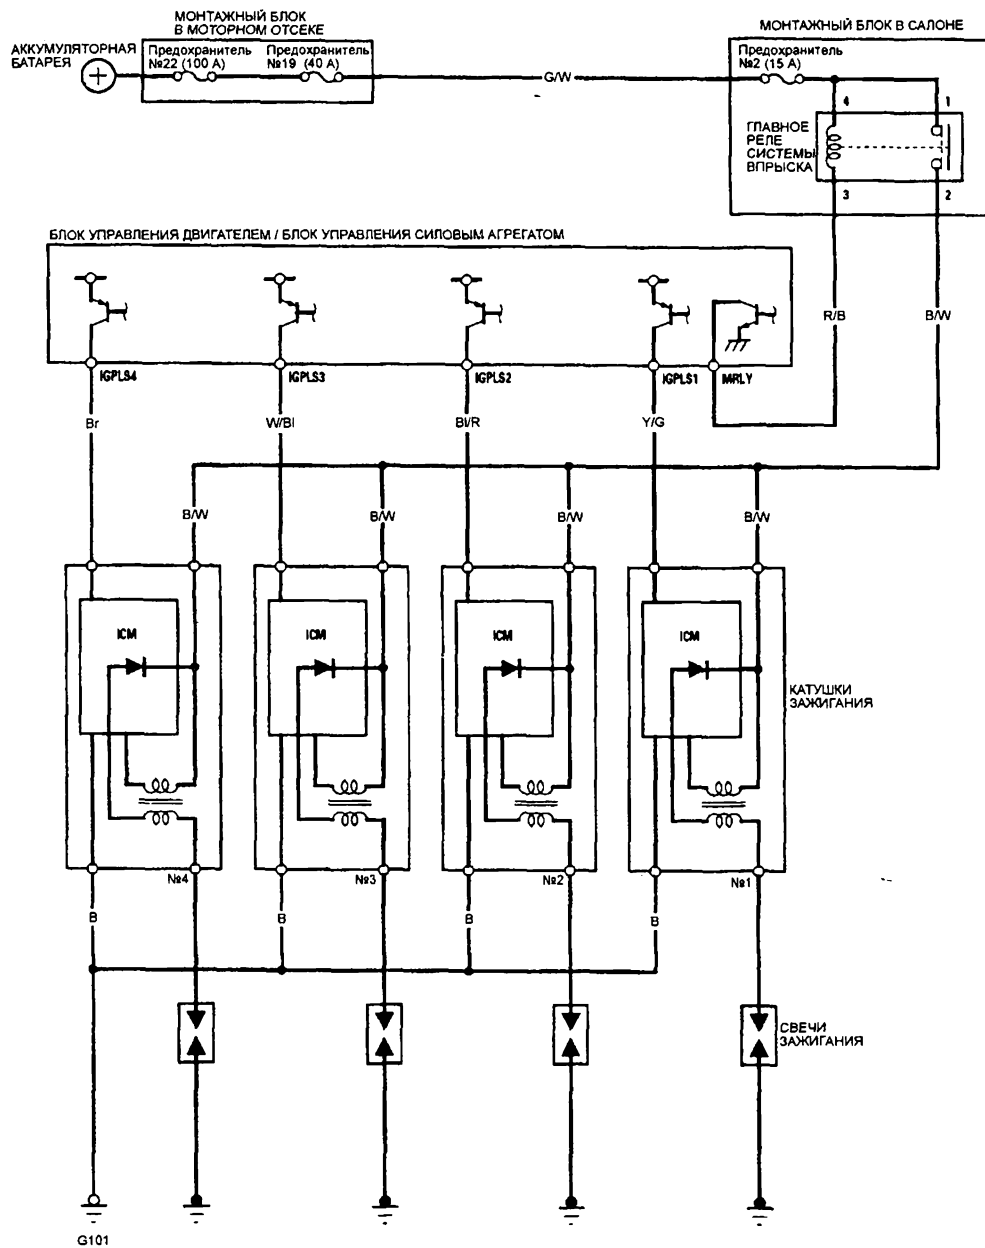 МОНТАЖНЫЙ БЛОК
В МОТОРНОМ ОТСЕКЕ
МОНТАЖНЫЙ БЛОК В САЛОНЕ
АККУМУЛЯТОРНАЯ
БАТАРЕЯ
Предохранитель
№22 (100 А)
Предохранитель
№19 (40 А)
G/W
Предохранитель
№2 (15 А)
4
1
ГЛАВНОЕ
РЕЛЕ
СИСТЕМЫ
ВПРЫСКА
3
2
БЛОК УПРАВЛЕНИЯ ДВИГАТЕЛЕМ / БЛОК УПРАВЛЕНИЯ СИЛОВЫМ АГРЕГАТОМ
R/B
B/W
IGPLS4
IGPLS3
IGPLS2
IGPLS1
MRLY
Br
W/Bl
Bl/R
Y/G
B/W
B/W
B/W
B/W
ICM
ICM
ICM
ICM
КАТУШКИ
ЗАЖИГАНИЯ
№4
№3
№2
№1
B
B
B
B
СВЕЧИ
ЗАЖИГАНИЯ
G101